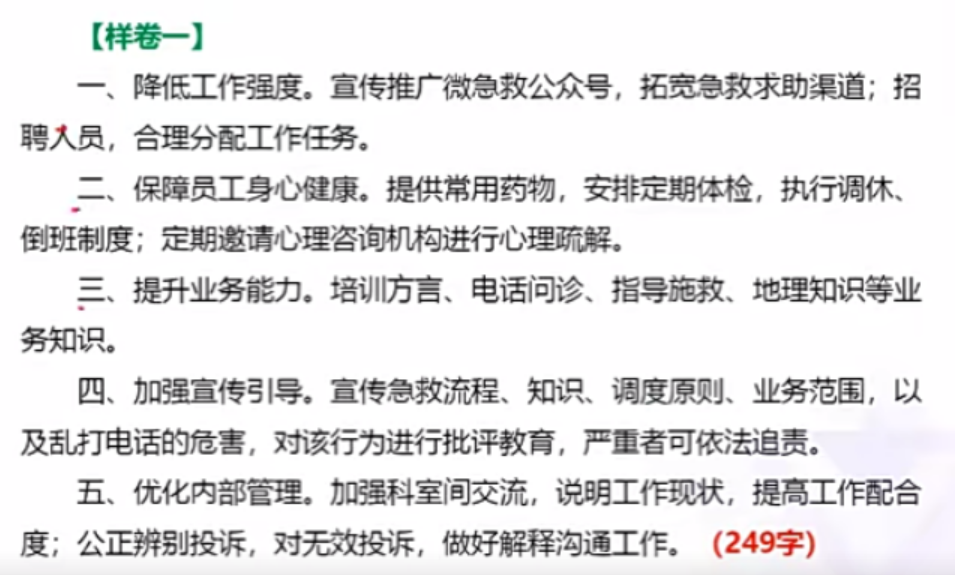 【样卷一】
一、降低工作强度。宣传推广微急救公众号，拓宽急救求助渠道；招
聘人员，合理分配工作任务。
二、保障员工身心健康。提供常用药物，安排定期体检，执行调休、
倒班制度；定期邀请心理咨询机构进行心理疏解。
三、提升业务能力。培训方言、电话问诊、指导施救、地理知识等业
务知识。
四、加强宣传引导。宣传急救流程、知识、调度原则、业务范围，以
及乱打电话的危害，对该行为进行批评教育，严重者可依法追责。
五、优化内部管理。加强科室间交流，说明工作现状，提高工作配合
度；公正辨别投诉，对无效投诉，做好解释沟通工作。（249字）